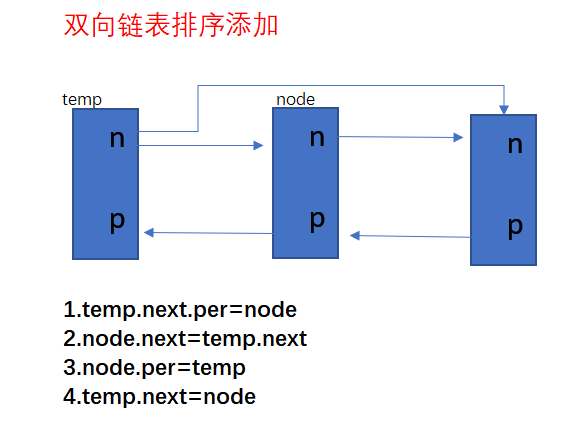 双向链表排序添加
temp
node
n
n
n
p
p
p
1.temp.next.per=node
2.node.next=temp.next
3.node.per=temp
4.temp.next=node